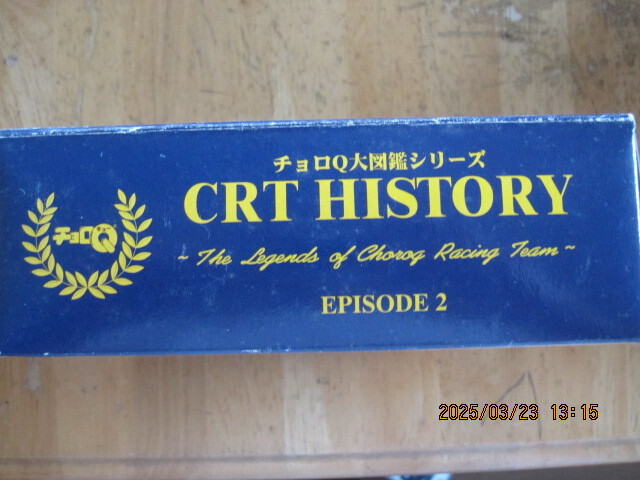 チョロQ大図鑑シリーズ
CRT HISTORY
チョロQ
~ The Legends of Choroq Racing Team ~
EPISODE 2
2025/03/23 13:15